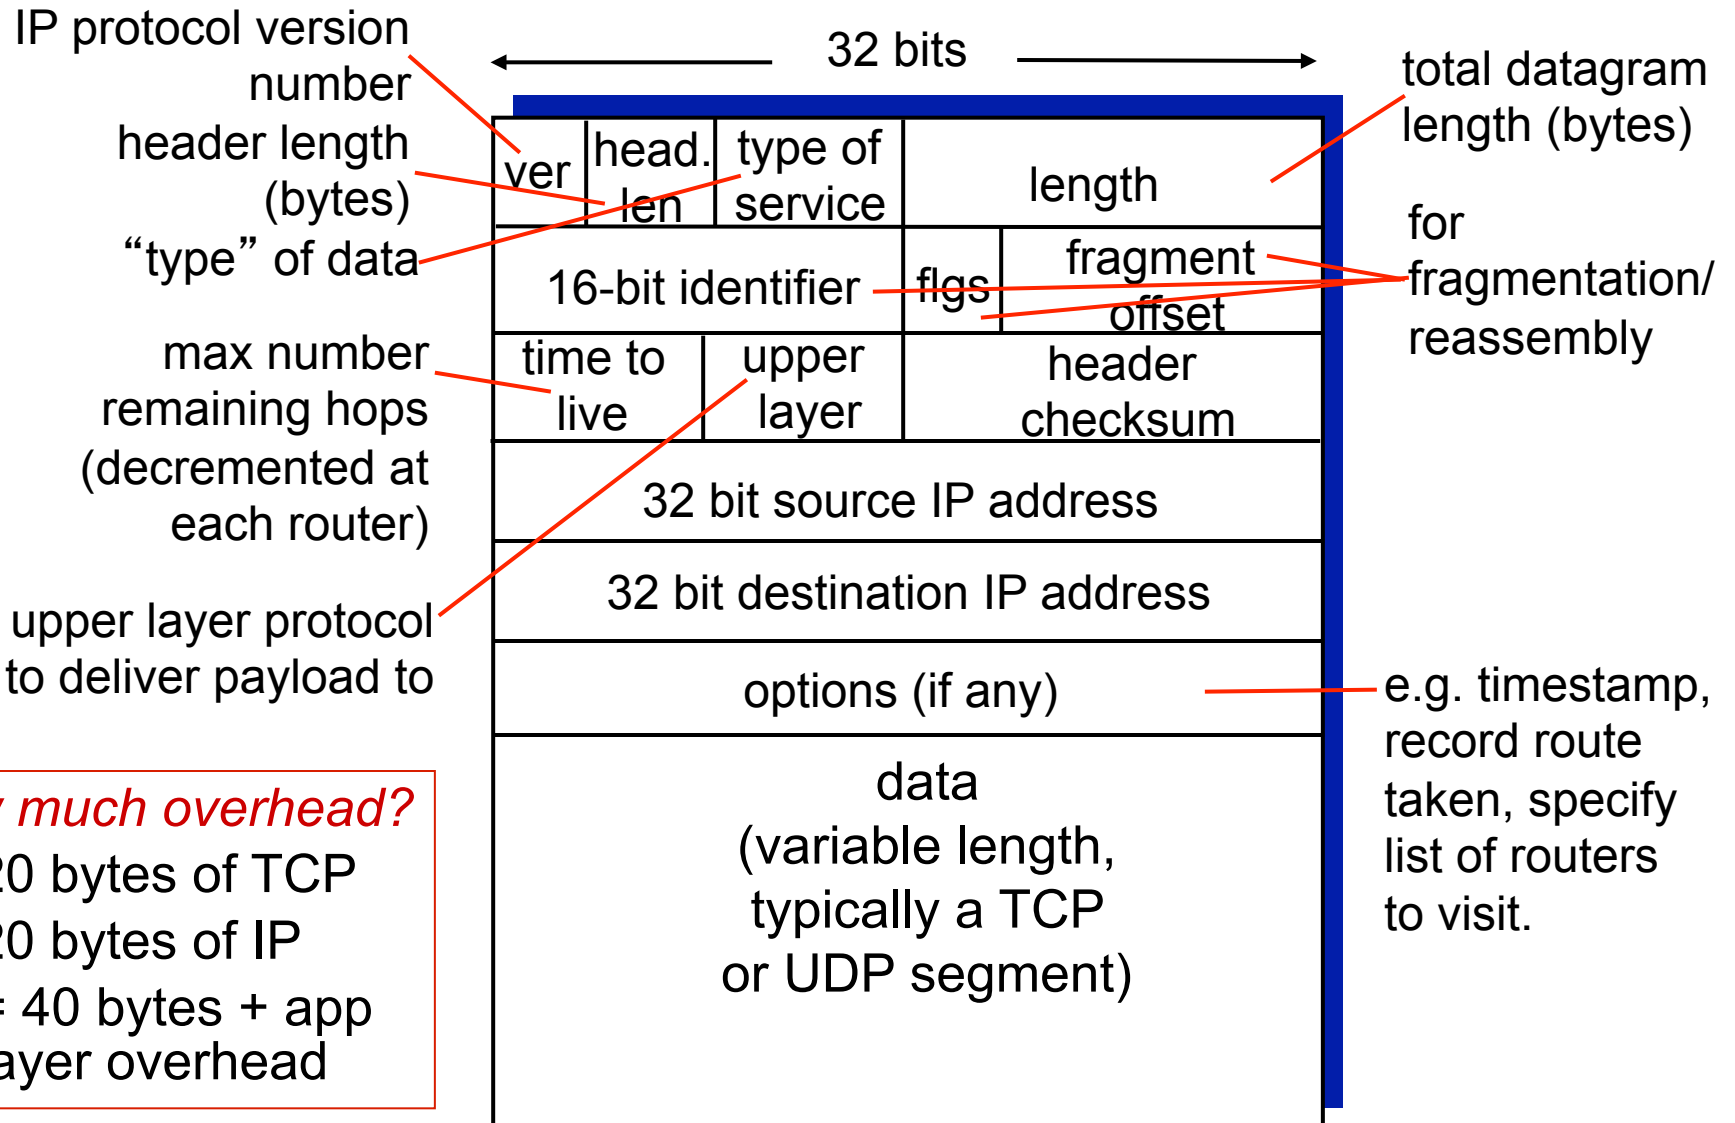 IP protocol version
number
header length
(bytes)
“type” of data
max number
remaining hops
(decremented at
each router)
upper layer protocol
to deliver payload to
much overhead?
20 bytes of TCP
20 bytes of IP
= 40 bytes + app
overhead
32 bits
ver
head.
len
type of
service
length
16-bit identifier
flgs
fragment
offset
time to
live
upper
layer
header
checksum
32 bit source IP address
32 bit destination IP address
options (if any)
data
(variable length,
typically a TCP
or UDP segment)
total datagram
length (bytes)
for
fragmentation/
reassembly
e.g. timestamp,
record route
taken, specify
list of routers
to visit.